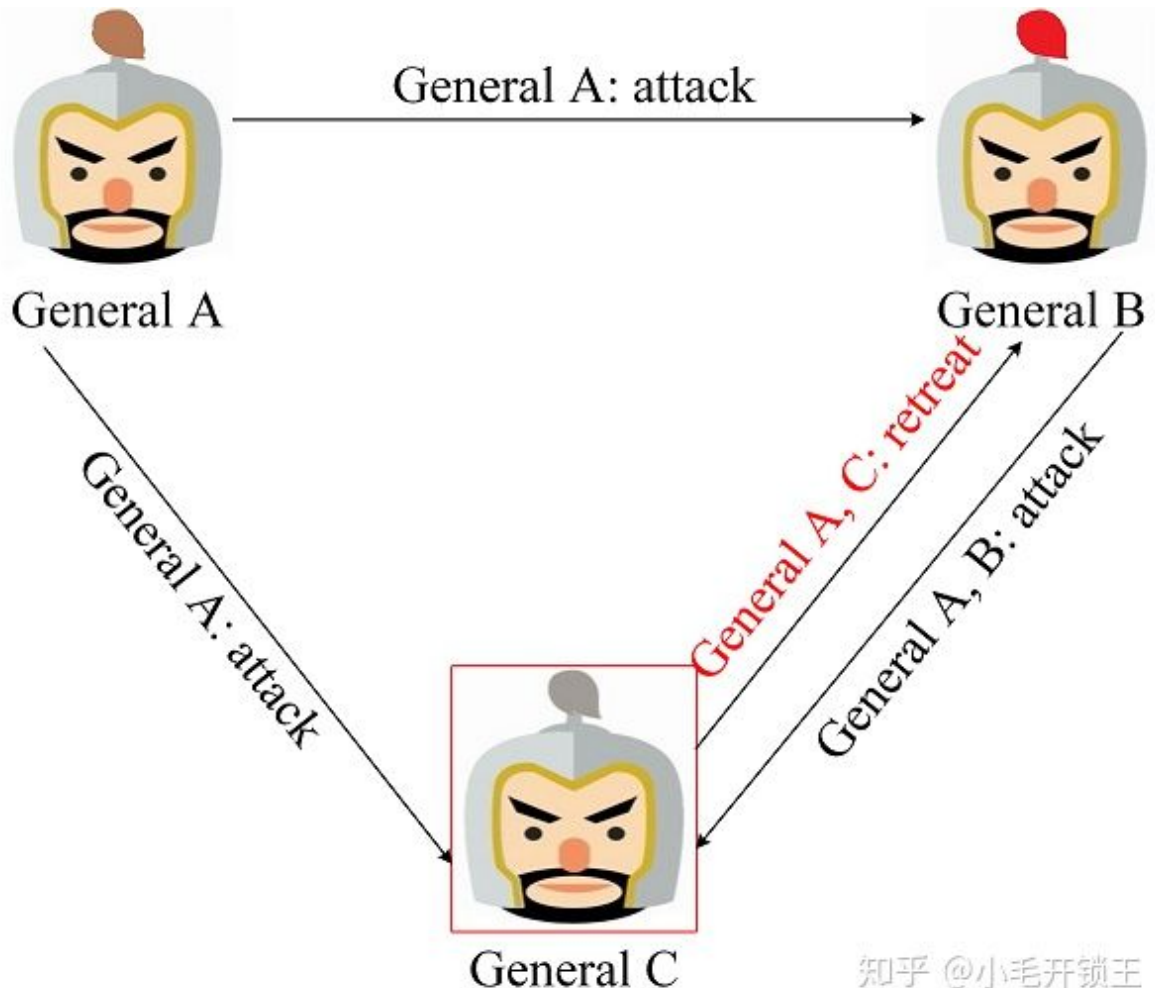 General A: attack
General A
General B
General A: attack
General A, C: retreat
General A, B: attack
General C
知乎 @小毛开锁王